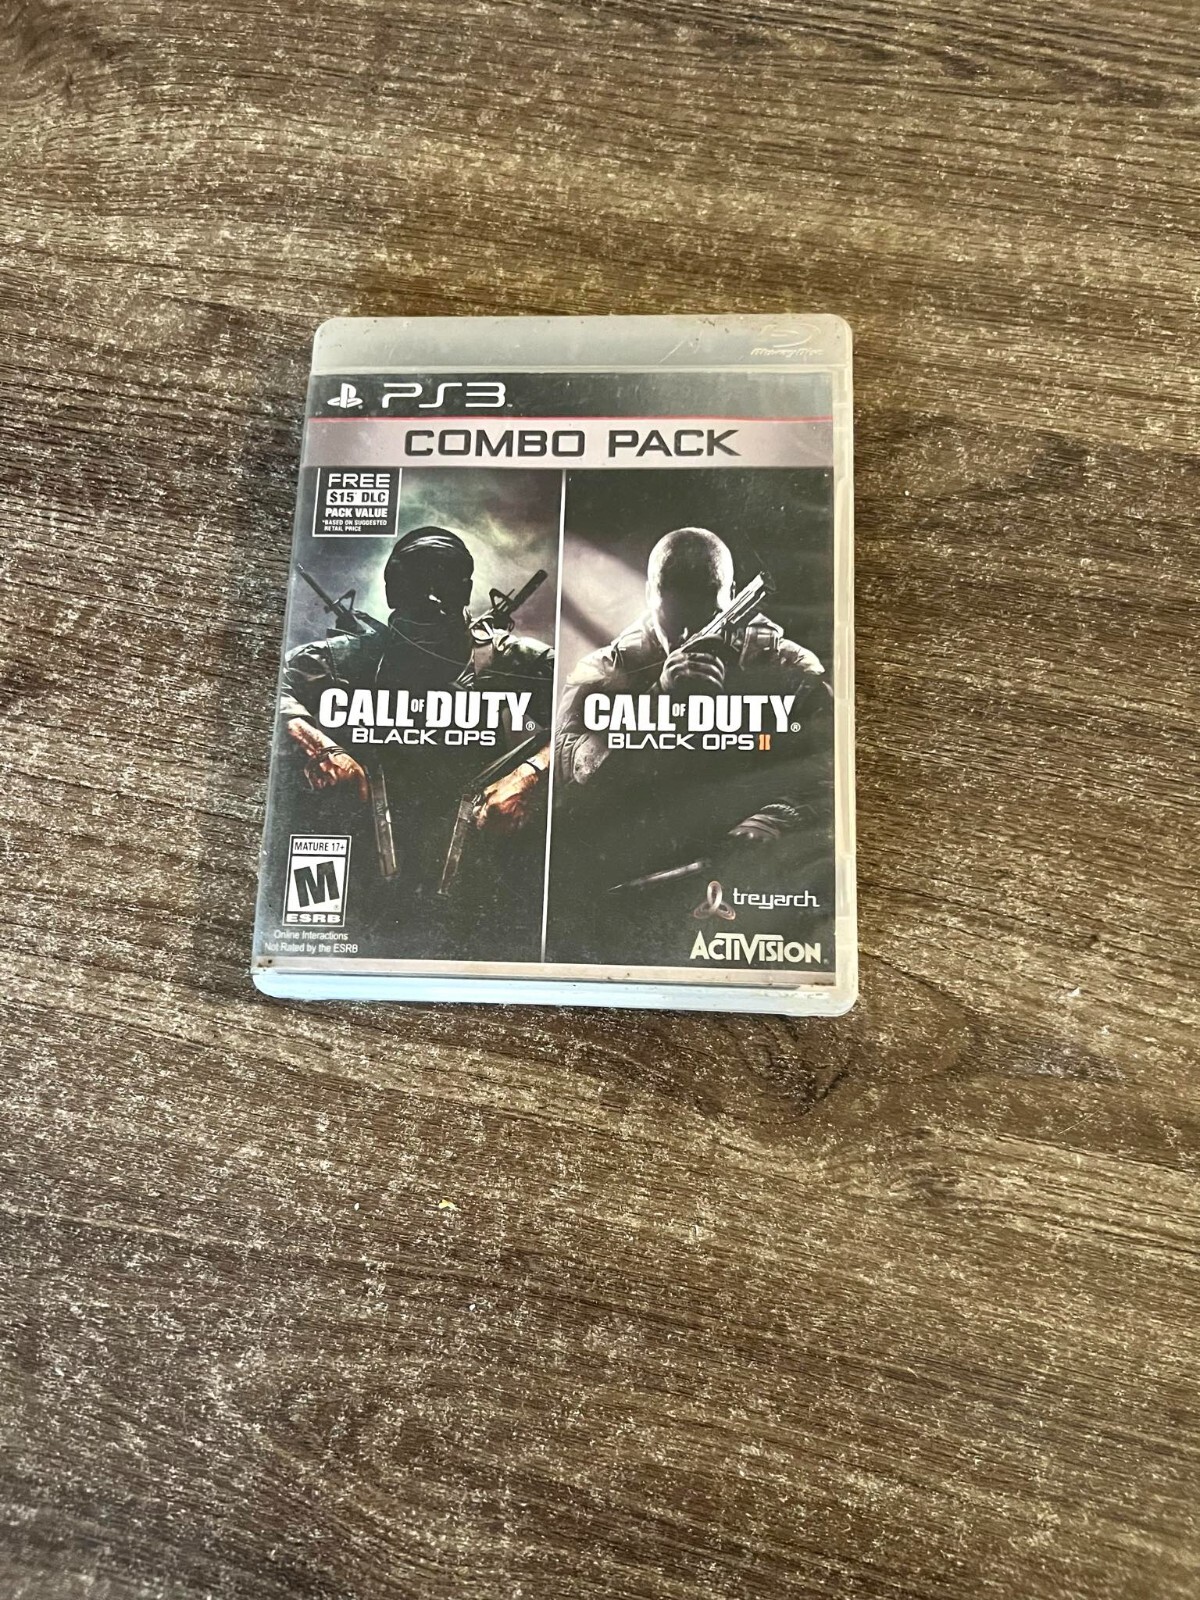 PS3
COMBO PACK
FREE
$15* DLC
PACK VALUE
*BASED ON SUGGESTED
RETAIL PRICE
CALL OF DUTY®
BLACK OPS
CALL OF DUTY®
BLACK OPS II
MATURE 17+
M
ESRB
Online Interactions
Not Rated by the ESRB
treyarch
ACTIVISION